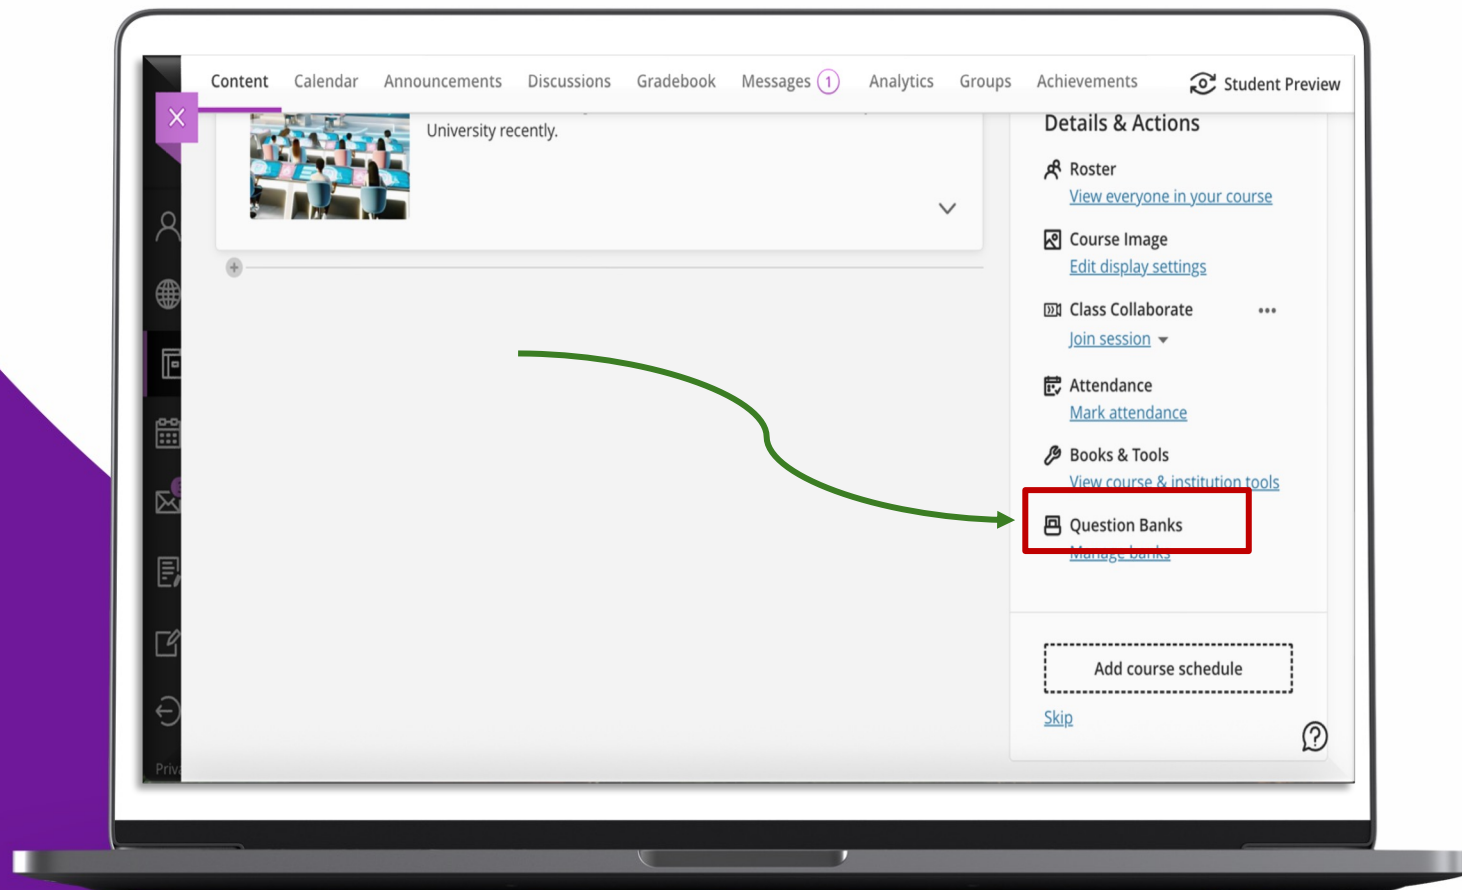 Content Calendar Announcements Discussions Gradebook Messages 1 Analytics Groups Achievements Student Preview
University recently.
Details & Actions
Roster
View everyone in your course
Course Image
Edit display settings
Class Collaborate
Join session
Attendance
Mark attendance
Books & Tools
View course & institution tools
Question Banks
Manage banks
Add course schedule
Skip
Priva